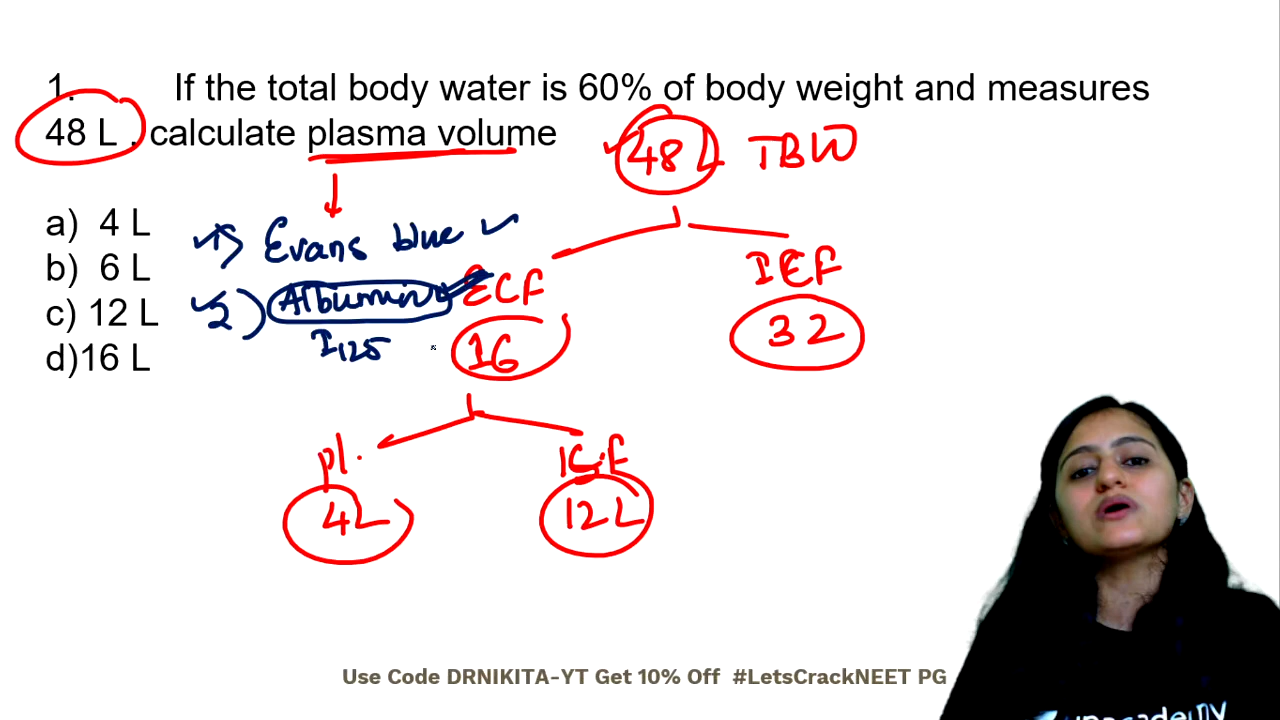 1. If the total body water is 60% of body weight and measures
48 L , calculate plasma volume
48 L TBW
a) 4 L
1) Evans blue
b) 6 L
ECF
ICF
c) 12 L
2) Albumin
d)16 L
I125
16
32
pl.
4L
12L
Use Code DRNIKITA-YT Get 10% Off #LetsCrackNEET PG